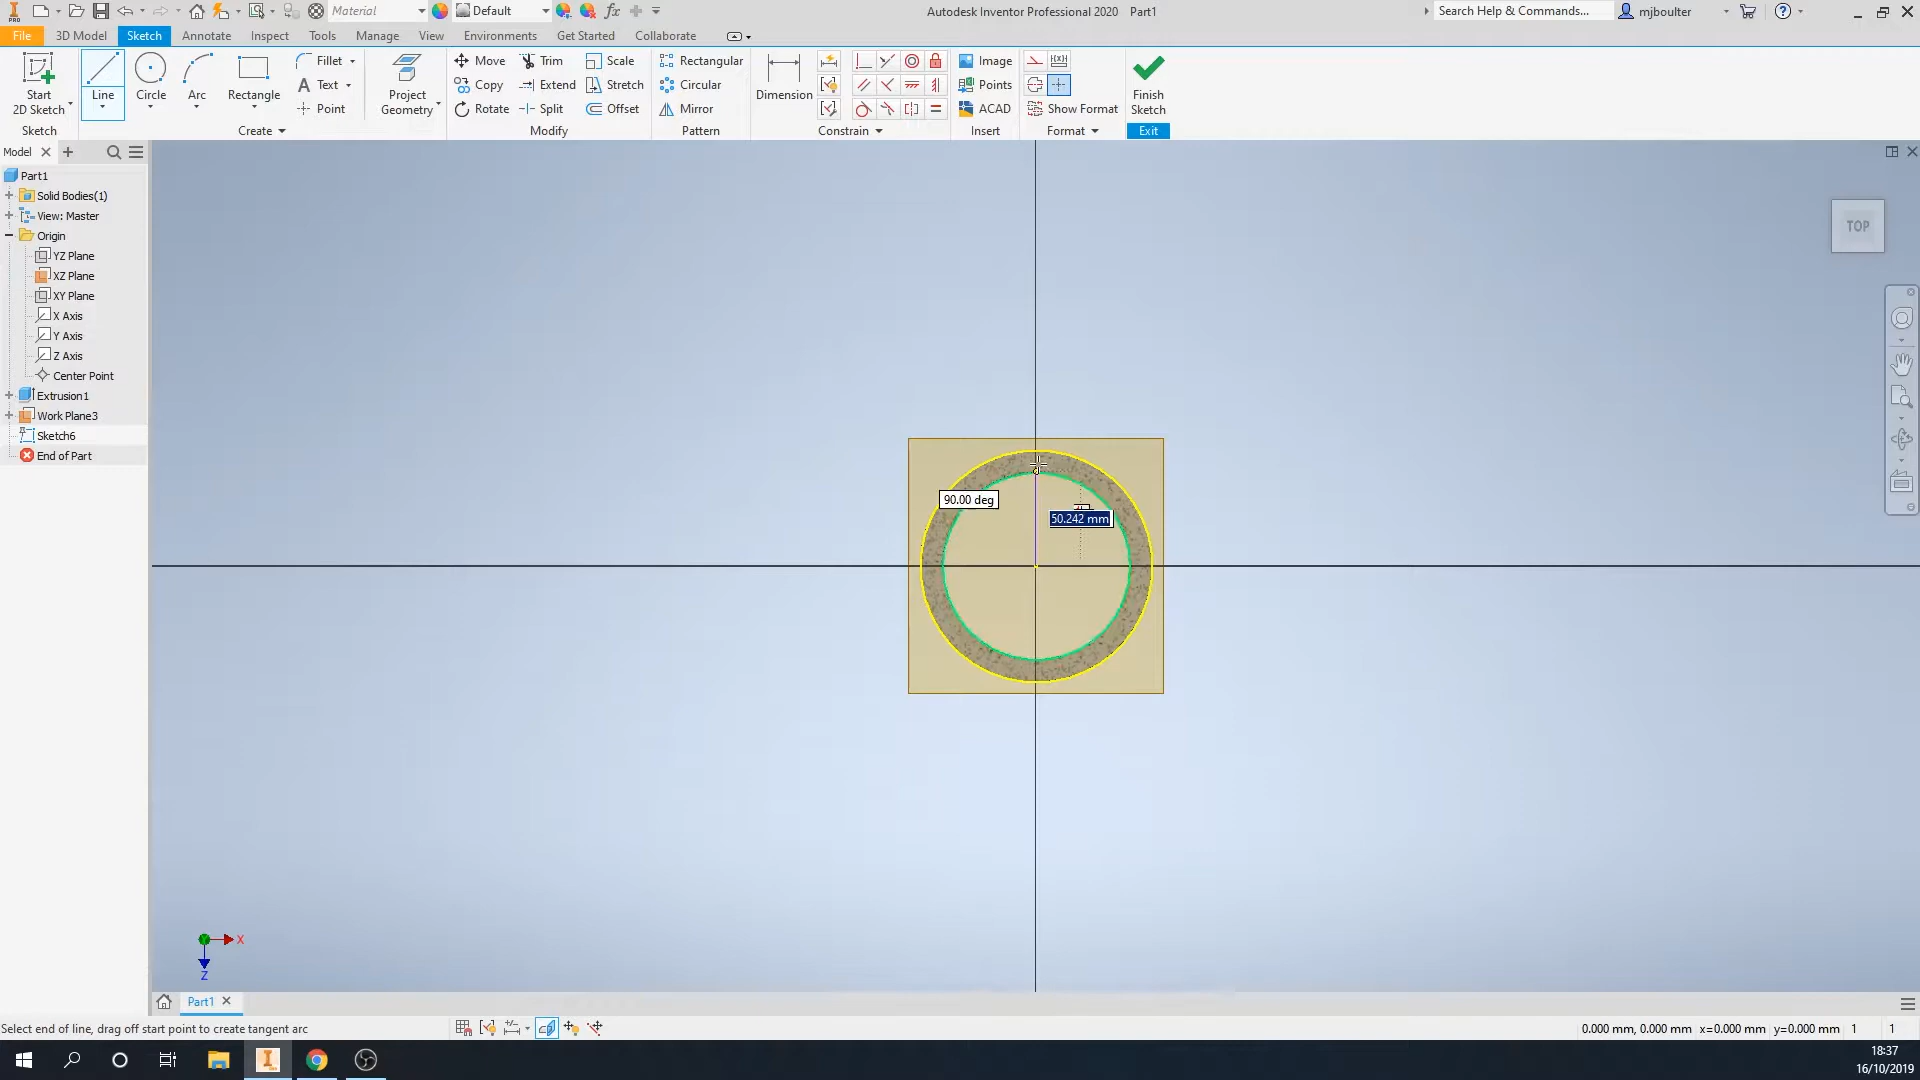 Material
Default
Autodesk Inventor Professional 2020 Part1
Search Help & Commands...
mjboulter
File
3D Model
Sketch
Annotate
Inspect
Tools
Manage
View
Environments
Get Started
Collaborate
Start
2D Sketch
Line
Circle
Arc
Rectangle
Fillet
Text
Point
Project
Geometry
Move
Copy
Rotate
Trim
Extend
Split
Scale
Stretch
Offset
Rectangular
Circular
Mirror
Dimension
Image
Points
ACAD
Show Format
Finish
Sketch
Sketch
Create
Modify
Pattern
Constrain
Insert
Format
Exit
Model
Part1
Solid Bodies(1)
View: Master
Origin
YZ Plane
XZ Plane
XY Plane
X Axis
Y Axis
Z Axis
Center Point
Extrusion1
Work Plane3
Sketch6
End of Part
TOP
90.00 deg
50.242 mm
X
Z
Part1
Select end of line, drag off start point to create tangent arc
0.000 mm, 0.000 mm x=0.000 mm y=0.000 mm 1 1
18:37
16/10/2019